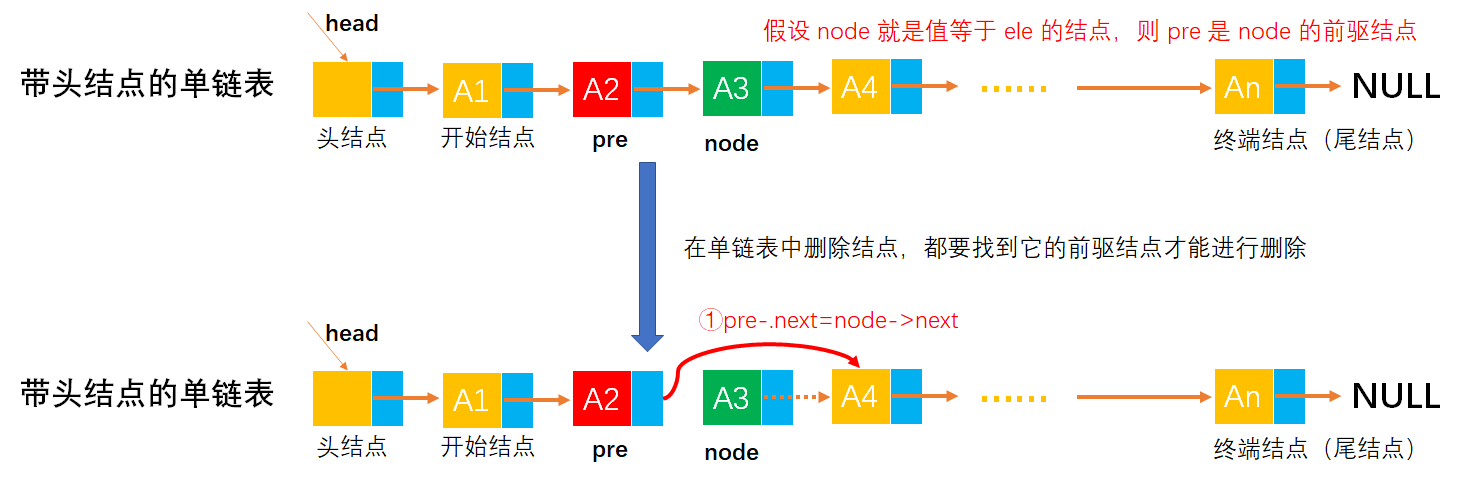 head
假设 node 就是值等于 ele 的结点，则 pre 是 node 的前驱结点
带头结点的单链表
A1
A2
A3
A4
......
An
NULL
头结点
开始结点
pre
node
终端结点（尾结点）
在单链表中删除结点，都要找到它的前驱结点才能进行删除
①pre-.next=node->next
head
带头结点的单链表
A1
A2
A3
A4
......
An
NULL
头结点
开始结点
pre
node
终端结点（尾结点）